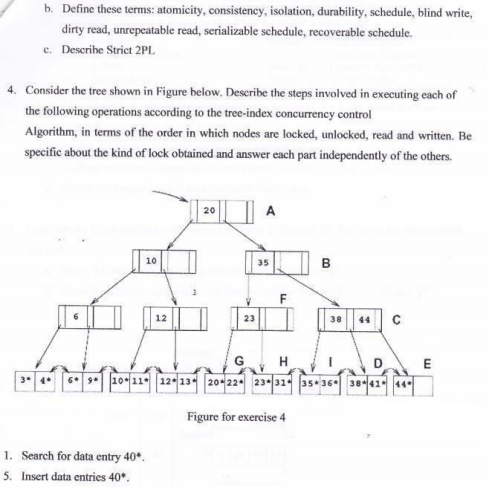 b. Define these terms: atomicity, consistency, isolation, durability, schedule, blind write,
dirty read, unrepeatable read, serializable schedule, recoverable schedule.
c. Describe Strict 2PL
4. Consider the tree shown in Figure below. Describe the steps involved in executing each of
the following operations according to the tree-index concurrency control
Algorithm, in terms of the order in which nodes are locked, unlocked, read and written. Be
specific about the kind of lock obtained and answer each part independently of the others.
20 A
10 35 B
F
6 12 23 38 44 C
G H I D E
3* 4* 6* 9* 10* 11* 12* 13* 20* 22* 23* 31* 35* 36* 38* 41* 44*
Figure for exercise 4
1. Search for data entry 40*.
5. Insert data entries 40*.